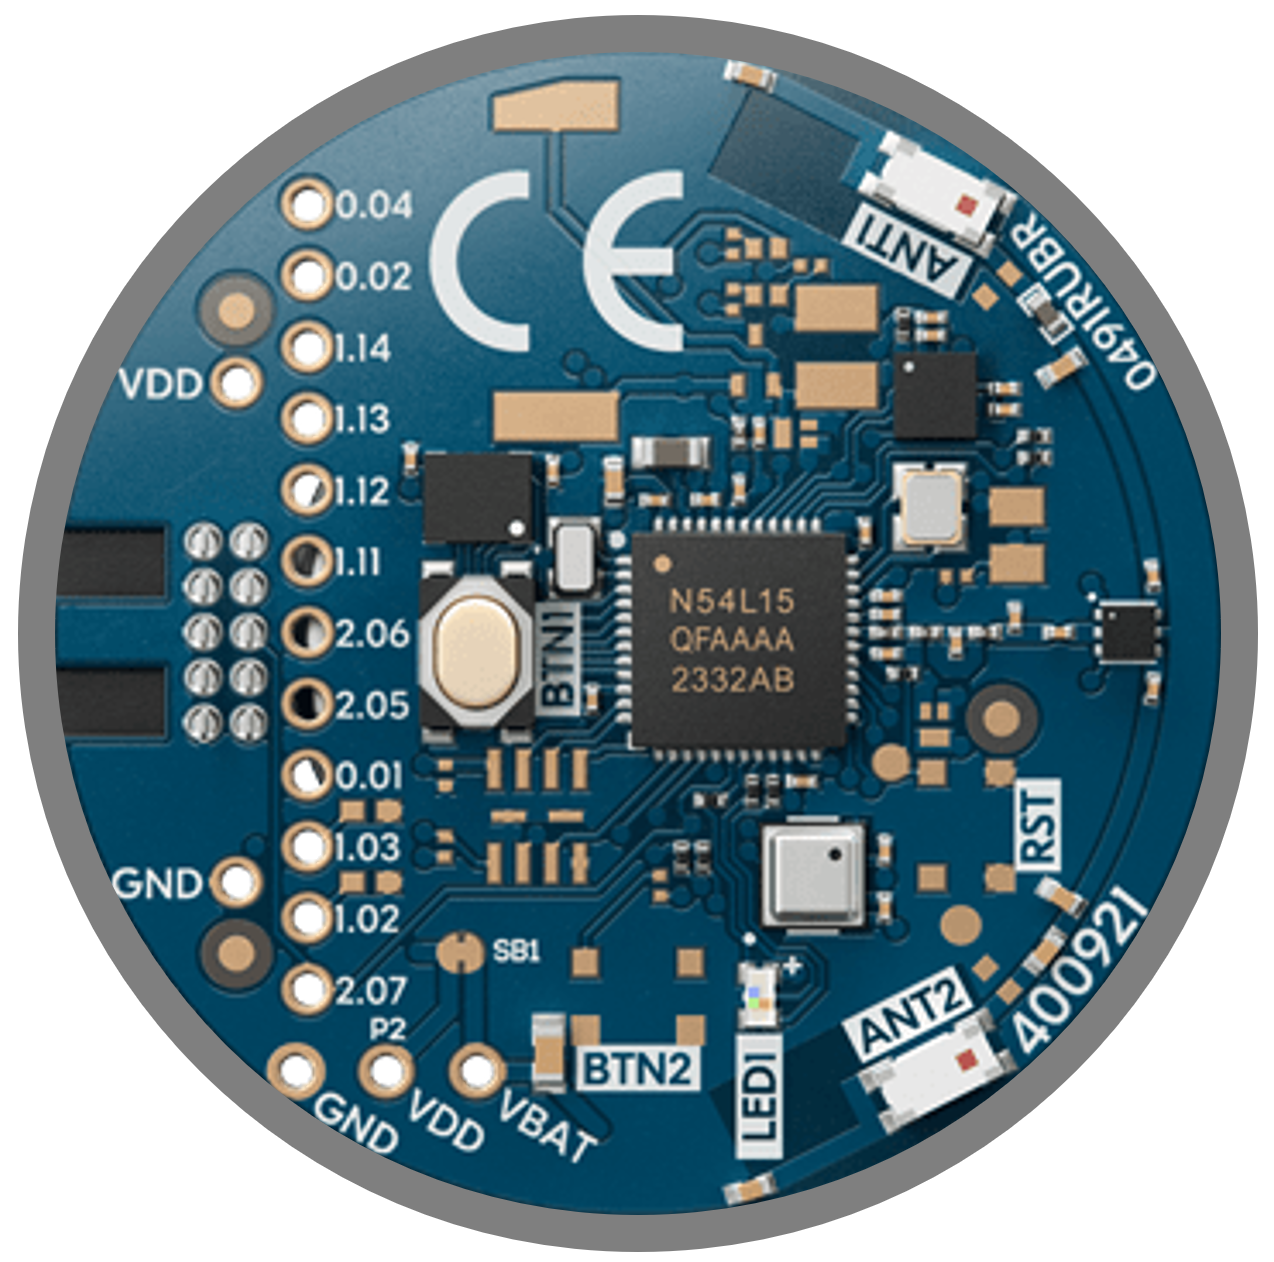 CE
ANT1
0491RUBR
0.04
0.02
1.14
VDD
1.13
1.12
1.11
2.06
2.05
0.01
1.03
GND
1.02
2.07
BTN1
N54L15
QFAAAA
2332AB
RST
SB1
P2
BTN2
LED1
+
ANT2
400921
GND
VDD
VBAT